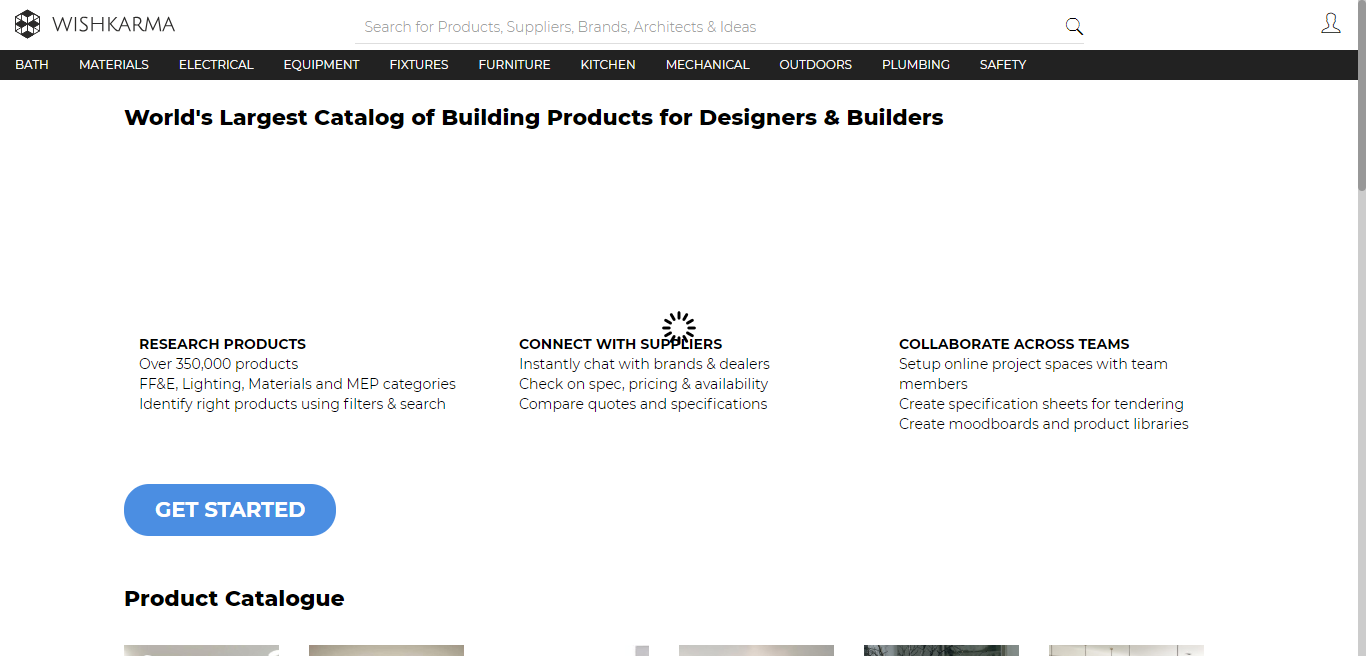 WISHKARMA
Search for Products, Suppliers, Brands, Architects & Ideas
BATH MATERIALS ELECTRICAL EQUIPMENT FIXTURES FURNITURE KITCHEN MECHANICAL OUTDOORS PLUMBING SAFETY
World's Largest Catalog of Building Products for Designers & Builders
RESEARCH PRODUCTS
Over 350,000 products
FF&E, Lighting, Materials and MEP categories
Identify right products using filters & search
CONNECT WITH SUPPLIERS
Instantly chat with brands & dealers
Check on spec, pricing & availability
Compare quotes and specifications
COLLABORATE ACROSS TEAMS
Setup online project spaces with team
members
Create specification sheets for tendering
Create moodboards and product libraries
GET STARTED
Product Catalogue